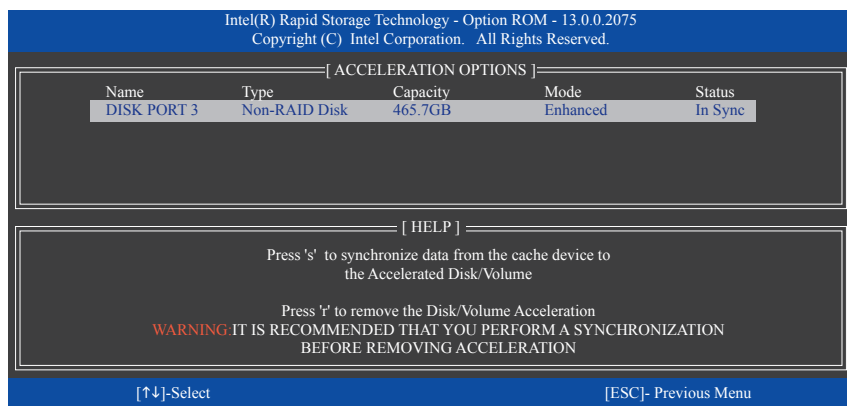 Intel(R) Rapid Storage Technology - Option ROM - 13.0.0.2075
Copyright (C) Intel Corporation. All Rights Reserved.
[ ACCELERATION OPTIONS ]
Name Type Capacity Mode Status
DISK PORT 3 Non-RAID Disk 465.7GB Enhanced In Sync
[ HELP ]
Press 's' to synchronize data from the cache device to
the Accelerated Disk/Volume
Press 'r' to remove the Disk/Volume Acceleration
WARNING:IT IS RECOMMENDED THAT YOU PERFORM A SYNCHRONIZATION
BEFORE REMOVING ACCELERATION
[↑↓]-Select [ESC]- Previous Menu